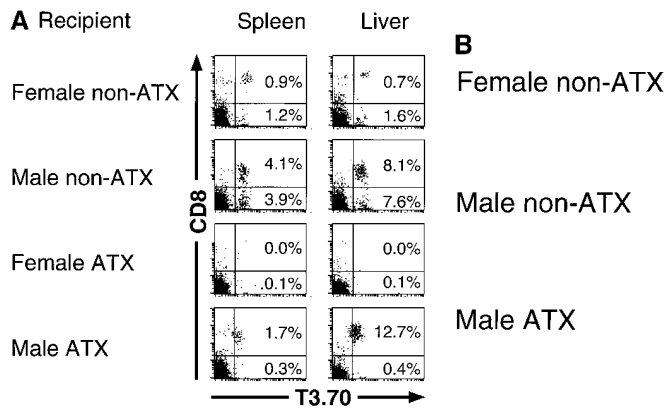 A Recipient Spleen Liver
Female non-ATX 0.9% 0.7%
1.2% 1.6%
Male non-ATX 4.1% 8.1%
3.9% 7.6%
Female ATX 0.0% 0.0%
0.1% 0.1%
Male ATX 1.7% 12.7%
0.3% 0.4%
CD8
T3.70
B
Female non-ATX
Male non-ATX
Male ATX